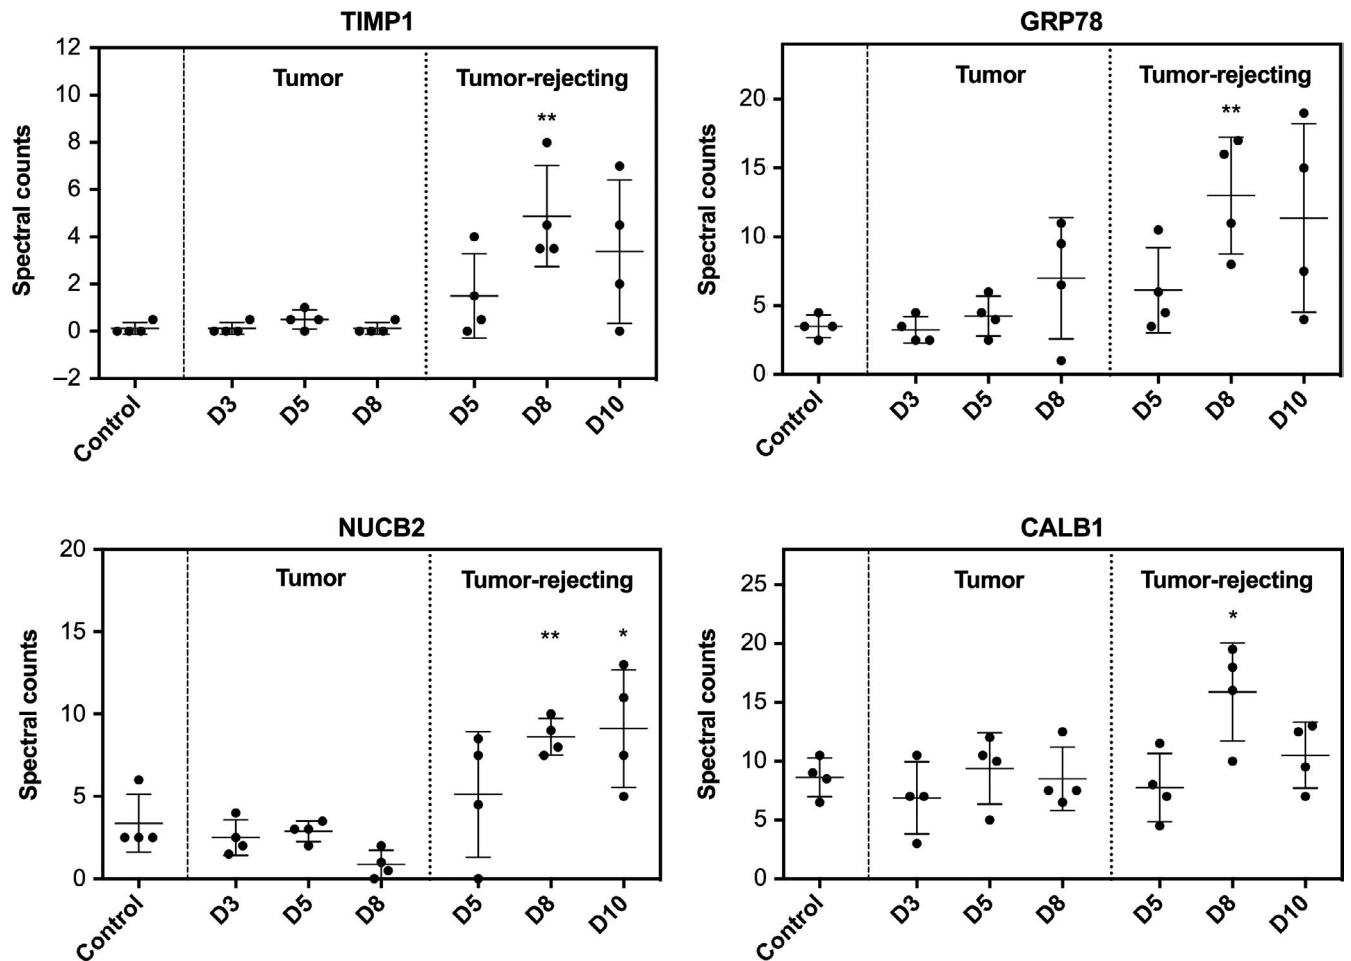 TIMP1
12
10
8
6
4
2
0
–2
Spectral counts
Tumor
Tumor-rejecting
**
Control
D3
D5
D8
D5
D8
D10
GRP78
20
15
10
5
0
Spectral counts
Tumor
Tumor-rejecting
**
Control
D3
D5
D8
D5
D8
D10
NUCB2
20
15
10
5
0
Spectral counts
Tumor
Tumor-rejecting
**
*
Control
D3
D5
D8
D5
D8
D10
CALB1
25
20
15
10
5
0
Spectral counts
Tumor
Tumor-rejecting
*
Control
D3
D5
D8
D5
D8
D10